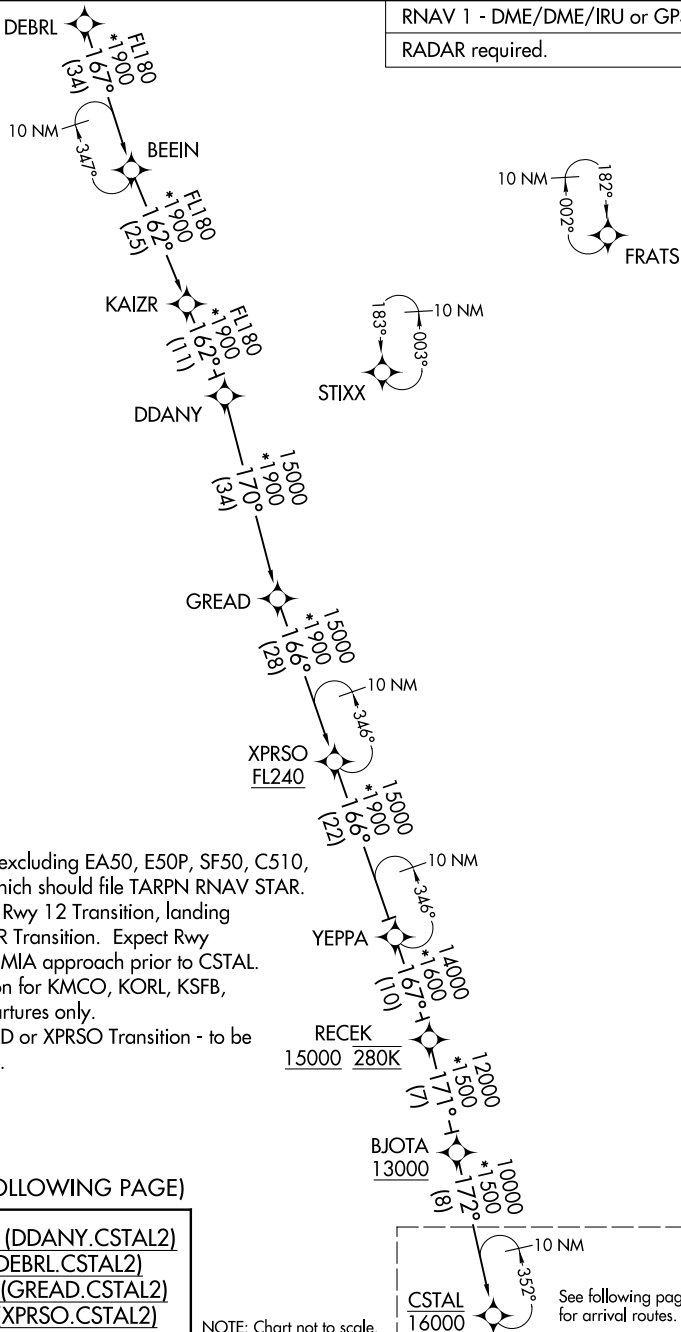 RNAV 1 - DME/DME/IRU or GP
RADAR required.
DEBRL
FL180
*1900
167°
(34)
10 NM
347°
BEEIN
FL180
*1900
162°
(25)
10 NM
182°
002°
FRATS
KAIZR
FL180
*1900
162°
(11)
10 NM
183°
003°
STIXX
DDANY
15000
*1900
170°
(34)
GREAD
15000
*1900
166°
(28)
10 NM
346°
XPRSO
FL240
15000
*1900
166°
(22)
10 NM
346°
excluding EA50, E50P, SF50, C510,
hich should file TARPN RNAV STAR.
Rwy 12 Transition, landing
R Transition. Expect Rwy
MIA approach prior to CSTAL.
on for KMCO, KORL, KSFB,
artures only.
D or XPRSO Transition - to be
.
YEPPA
14000
*1600
167°
(10)
RECEK
15000 280K
12000
*1500
171°
(7)
BJOTA
13000
10000
*1500
172°
(8)
OLLOWING PAGE)
(DDANY.CSTAL2)
DEBRL.CSTAL2)
(GREAD.CSTAL2)
XPRSO.CSTAL2)
NOTE: Chart not to scale.
10 NM
352°
CSTAL
16000
See following pag
for arrival routes.